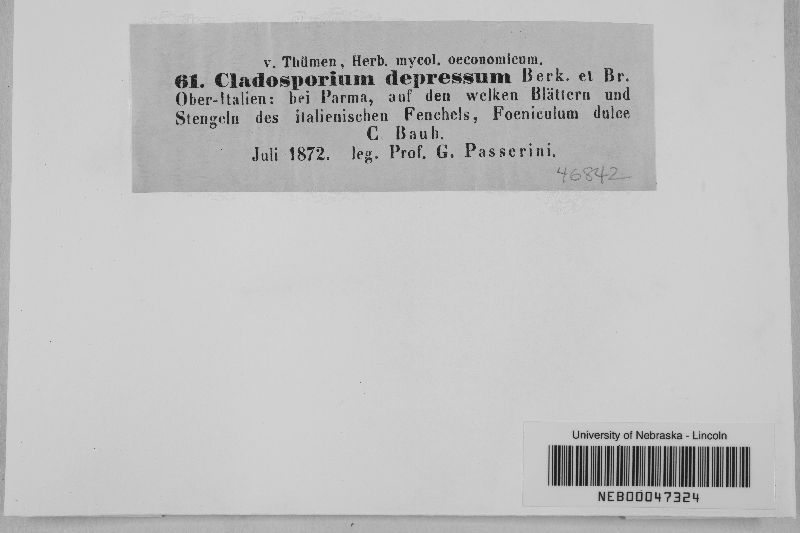 v. Thümen, Herb. mycol. oeconomicum.
61. Cladosporium depressum Berk. et Br.
Ober-Italien: bei Parma, auf den welken Blättern und
Stengeln des italienischen Fenchels, Foeniculum dulce
C Bauh.
Juli 1872. leg. Prof. G. Passerini.
46842
University of Nebraska - Lincoln
NEB00047324